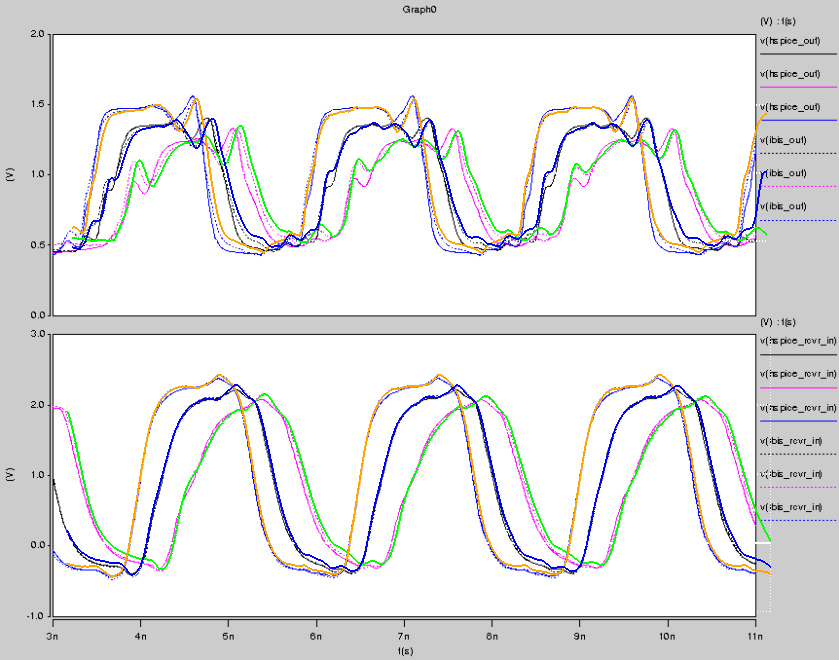 Graph0
(V) : t(s)
v(hspice_out)
v(hspice_out)
v(hspice_out)
v(ibis_out)
v(ibis_out)
v(ibis_out)
2.0
1.5
1.0
0.5
0.0
(V)
(V) : t(s)
v(hspice_rcvr_in)
v(hspice_rcvr_in)
v(hspice_rcvr_in)
v(ibis_rcvr_in)
v(ibis_rcvr_in)
v(ibis_rcvr_in)
3.0
2.0
1.0
0.0
-1.0
(V)
3n 4n 5n 6n 7n 8n 9n 10n 11n
t(s)